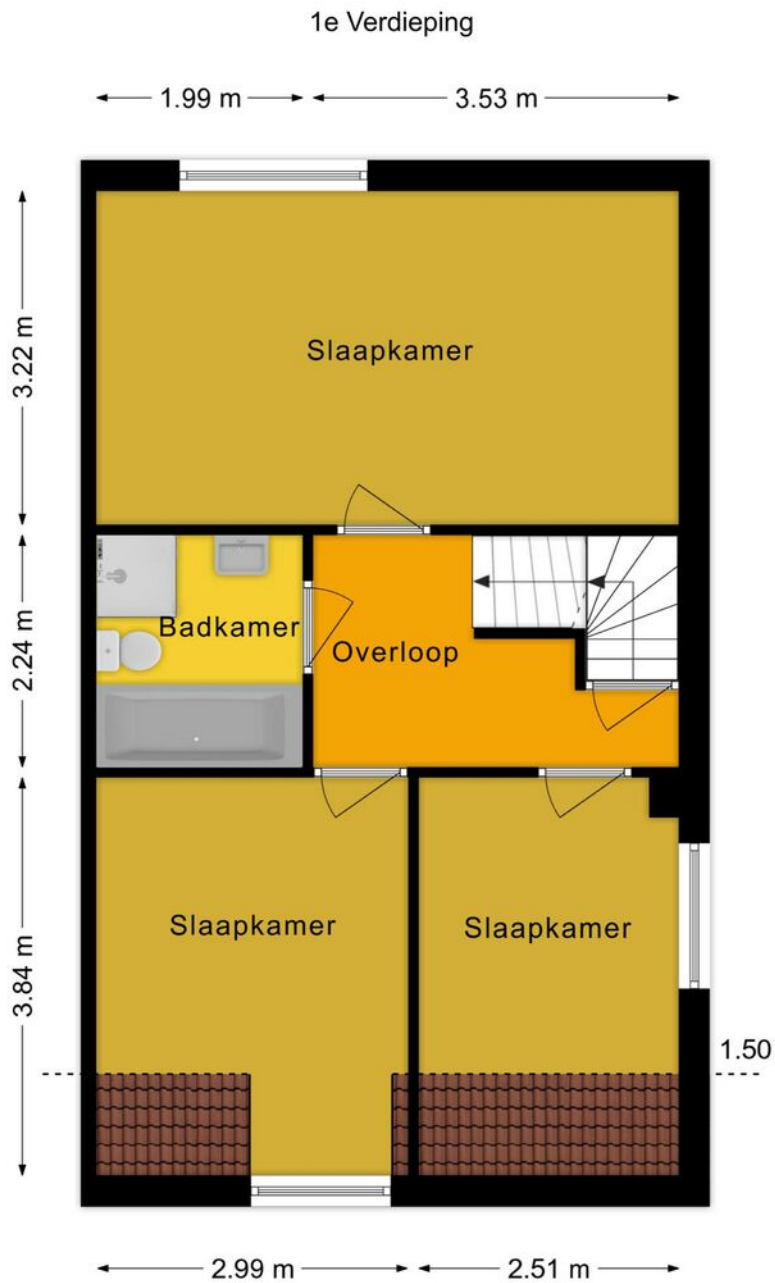 1e Verdieping
1.99 m
3.53 m
3.22 m
Slaapkamer
2.24 m
Badkamer
Overloop
3.84 m
Slaapkamer
Slaapkamer
1.50
2.99 m
2.51 m